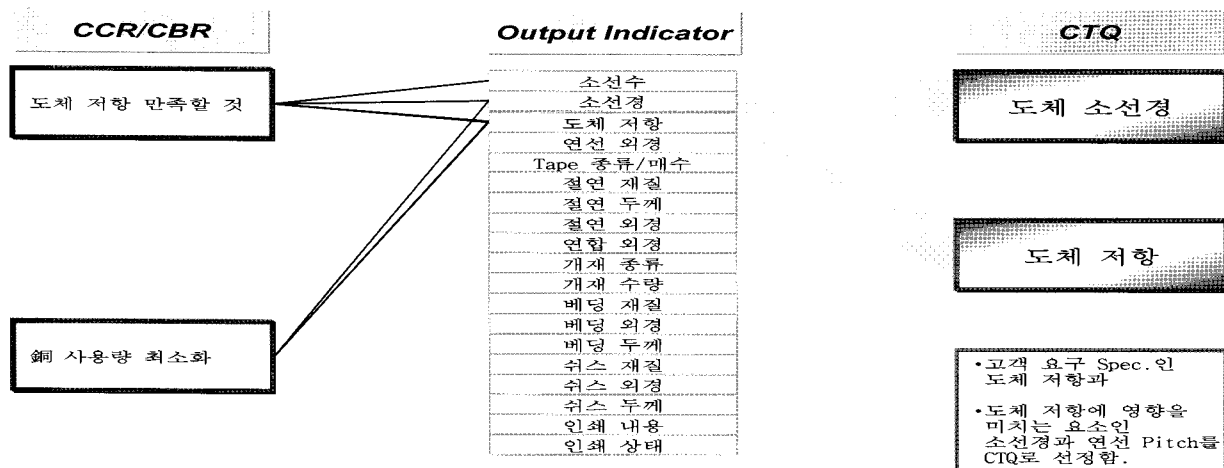 CCR/CBR
도체 저항 만족할 것
銅 사용량 최소화
Output Indicator
소선수
소선경
도체 저항
연선 외경
Tape 종류/매수
절연 재질
절연 두께
절연 외경
연합 외경
개재 종류
개재 수량
베딩 재질
베딩 외경
베딩 두께
쉬스 재질
쉬스 외경
쉬스 두께
인쇄 내용
인쇄 상태
CTQ
도체 소선경
도체 저항
•고객 요구 Spec.인
도체 저항과
•도체 저항에 영향을
미치는 요소인
소선경과 연선 Pitch를
CTQ로 선정함.